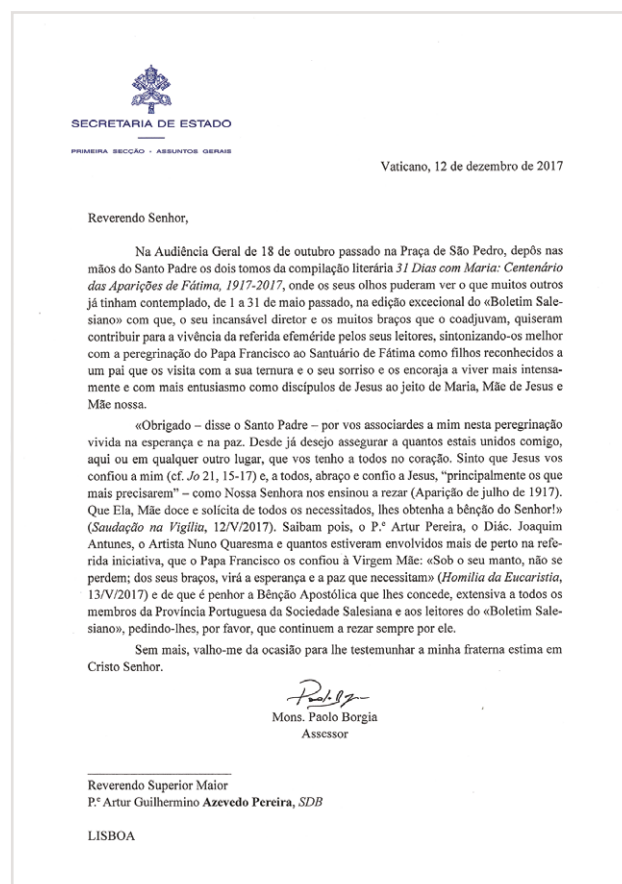 SECRETARIA DE ESTADO
PRIMEIRA SECÇÃO - ASSUNTOS GERAIS
Vaticano, 12 de dezembro de 2017
Reverendo Senhor,
Na Audiência Geral de 18 de outubro passado na Praça de São Pedro, depôs nas
mãos do Santo Padre os dois tomos da compilação literária 31 Dias com Maria: Centenário
das Aparições de Fátima, 1917-2017, onde os seus olhos puderam ver o que muitos outros
já tinham contemplado, de 1 a 31 de maio passado, na edição excecional do «Boletim Sale-
siano» com que, o seu incansável diretor e os muitos braços que o coadjuvam, quiseram
contribuir para a vivência da referida efeméride pelos seus leitores, sintonizando-os melhor
com a peregrinação do Papa Francisco ao Santuário de Fátima como filhos reconhecidos a
um pai que os visita com a sua ternura e o seu sorriso e os encoraja a viver mais intensa-
mente e com mais entusiasmo como discípulos de Jesus ao jeito de Maria, Mãe de Jesus e
Mãe nossa.
«Obrigado – disse o Santo Padre – por vos associardes a mim nesta peregrinação
vivida na esperança e na paz. Desde já desejo assegurar a quantos estais unidos comigo,
aqui ou em qualquer outro lugar, que vos tenho a todos no coração. Sinto que Jesus vos
confiou a mim (cf. Jo 21, 15-17) e, a todos, abraço e confio a Jesus, “principalmente os que
mais precisarem” – como Nossa Senhora nos ensinou a rezar (Aparição de julho de 1917).
Que Ela, Mãe doce e solícita de todos os necessitados, lhes obtenha a bênção do Senhor!»
(Saudação na Vigília, 12/V/2017). Saibam pois, o P.e Artur Pereira, o Diác. Joaquim
Antunes, o Artista Nuno Quaresma e quantos estiveram envolvidos mais de perto na refe-
rida iniciativa, que o Papa Francisco os confiou à Virgem Mãe: «Sob o seu manto, não se
perdem; dos seus braços, virá a esperança e a paz que necessitam» (Homilia da Eucaristia,
13/V/2017) e de que é penhor a Bênção Apostólica que lhes concede, extensiva a todos os
membros da Província Portuguesa da Sociedade Salesiana e aos leitores do «Boletim Sale-
siano», pedindo-lhes, por favor, que continuem a rezar sempre por ele.
Sem mais, valho-me da ocasião para lhe testemunhar a minha fraterna estima em
Cristo Senhor.
Mons. Paolo Borgia
Assessor
Reverendo Superior Maior
P.e Artur Guilhermino Azevedo Pereira, SDB
LISBOA